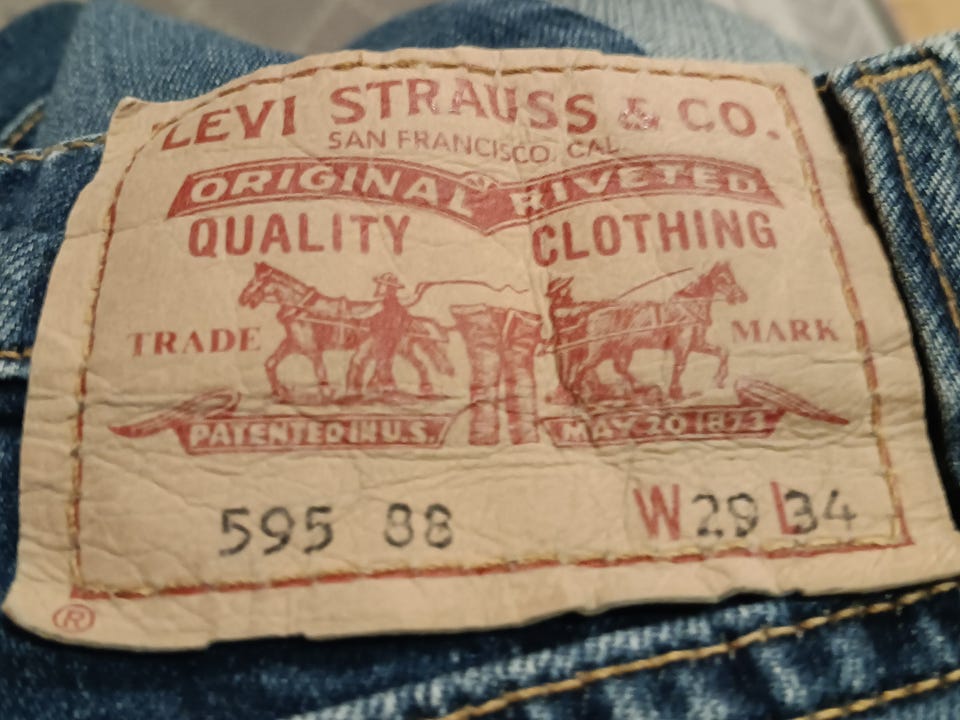 LEVI STRAUSS & CO.
SAN FRANCISCO, CAL.
ORIGINAL RIVETED
QUALITY CLOTHING
TRADE MARK
PATENTED IN U.S. MAY 20 1873
595 88 W29 L34
®